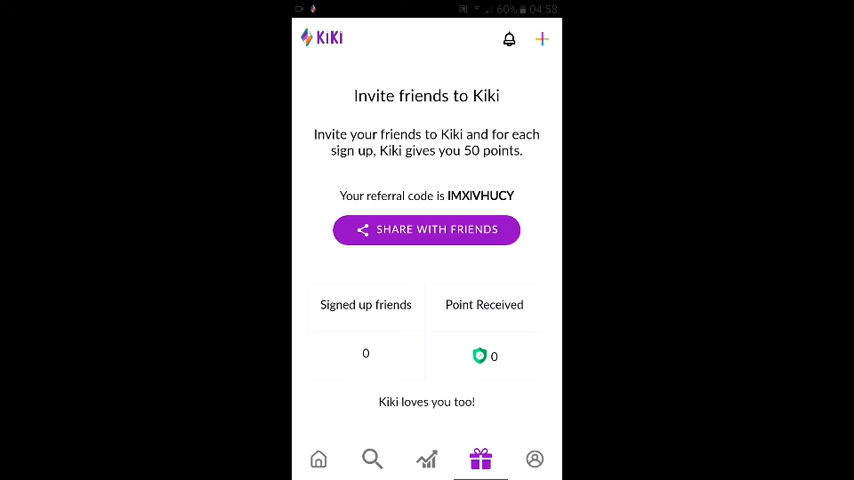 60% 04:58
KiKi
Invite friends to Kiki
Invite your friends to Kiki and for each
sign up, Kiki gives you 50 points.
Your referral code is IMXIVHUCY
SHARE WITH FRIENDS
Signed up friends
Point Received
0
0
Kiki loves you too!